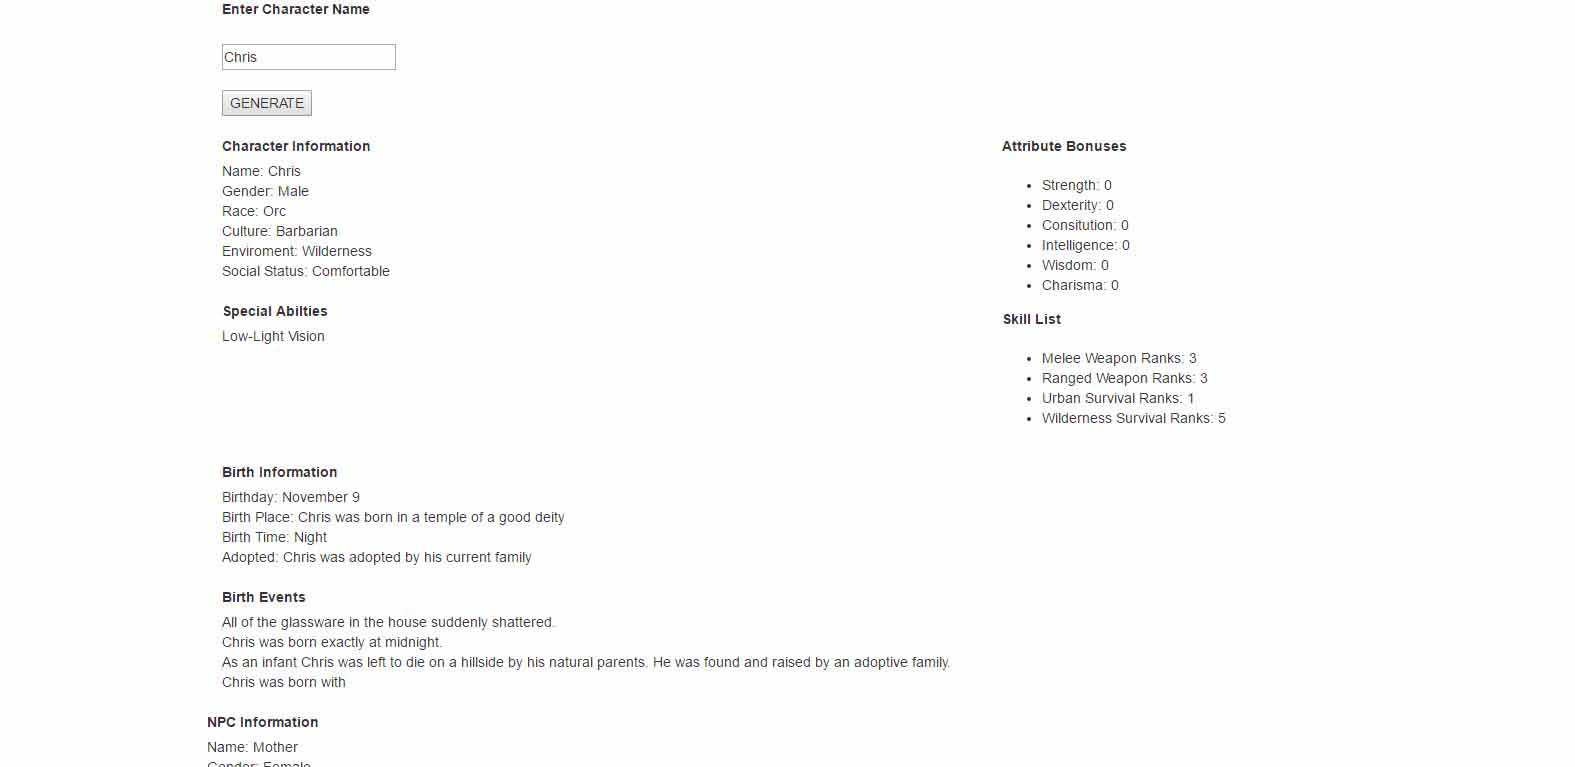 Enter Character Name
Chris
GENERATE
Character Information
Name: Chris
Gender: Male
Race: Orc
Culture: Barbarian
Enviroment: Wilderness
Social Status: Comfortable
Special Abilties
Low-Light Vision
Attribute Bonuses
• Strength: 0
• Dexterity: 0
• Consitution: 0
• Intelligence: 0
• Wisdom: 0
• Charisma: 0
Skill List
• Melee Weapon Ranks: 3
• Ranged Weapon Ranks: 3
• Urban Survival Ranks: 1
• Wilderness Survival Ranks: 5
Birth Information
Birthday: November 9
Birth Place: Chris was born in a temple of a good deity
Birth Time: Night
Adopted: Chris was adopted by his current family
Birth Events
All of the glassware in the house suddenly shattered.
Chris was born exactly at midnight.
As an infant Chris was left to die on a hillside by his natural parents. He was found and raised by an adoptive family.
Chris was born with
NPC Information
Name: Mother
Gender: Female